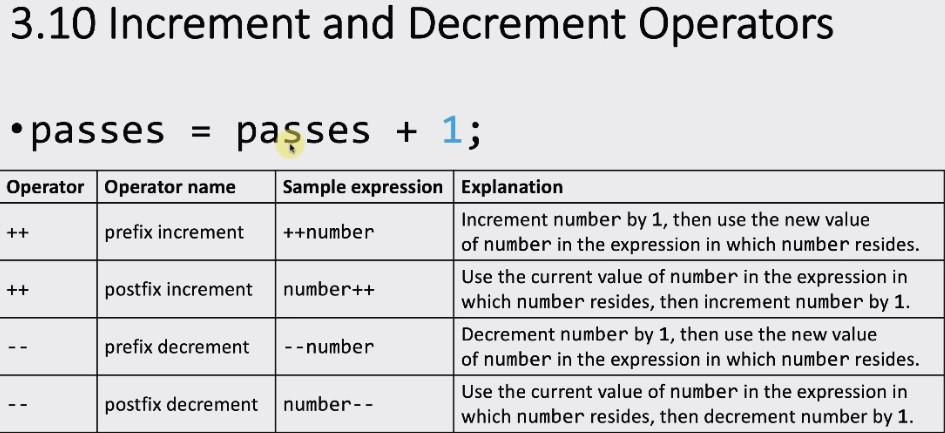 3.10 Increment and Decrement Operators
•passes = passes + 1;
Operator Operator name Sample expression Explanation
++ prefix increment ++number Increment number by 1, then use the new value
of number in the expression in which number resides.
++ postfix increment number++ Use the current value of number in the expression in
which number resides, then increment number by 1.
-- prefix decrement --number Decrement number by 1, then use the new value
of number in the expression in which number resides.
-- postfix decrement number-- Use the current value of number in the expression in
which number resides, then decrement number by 1.